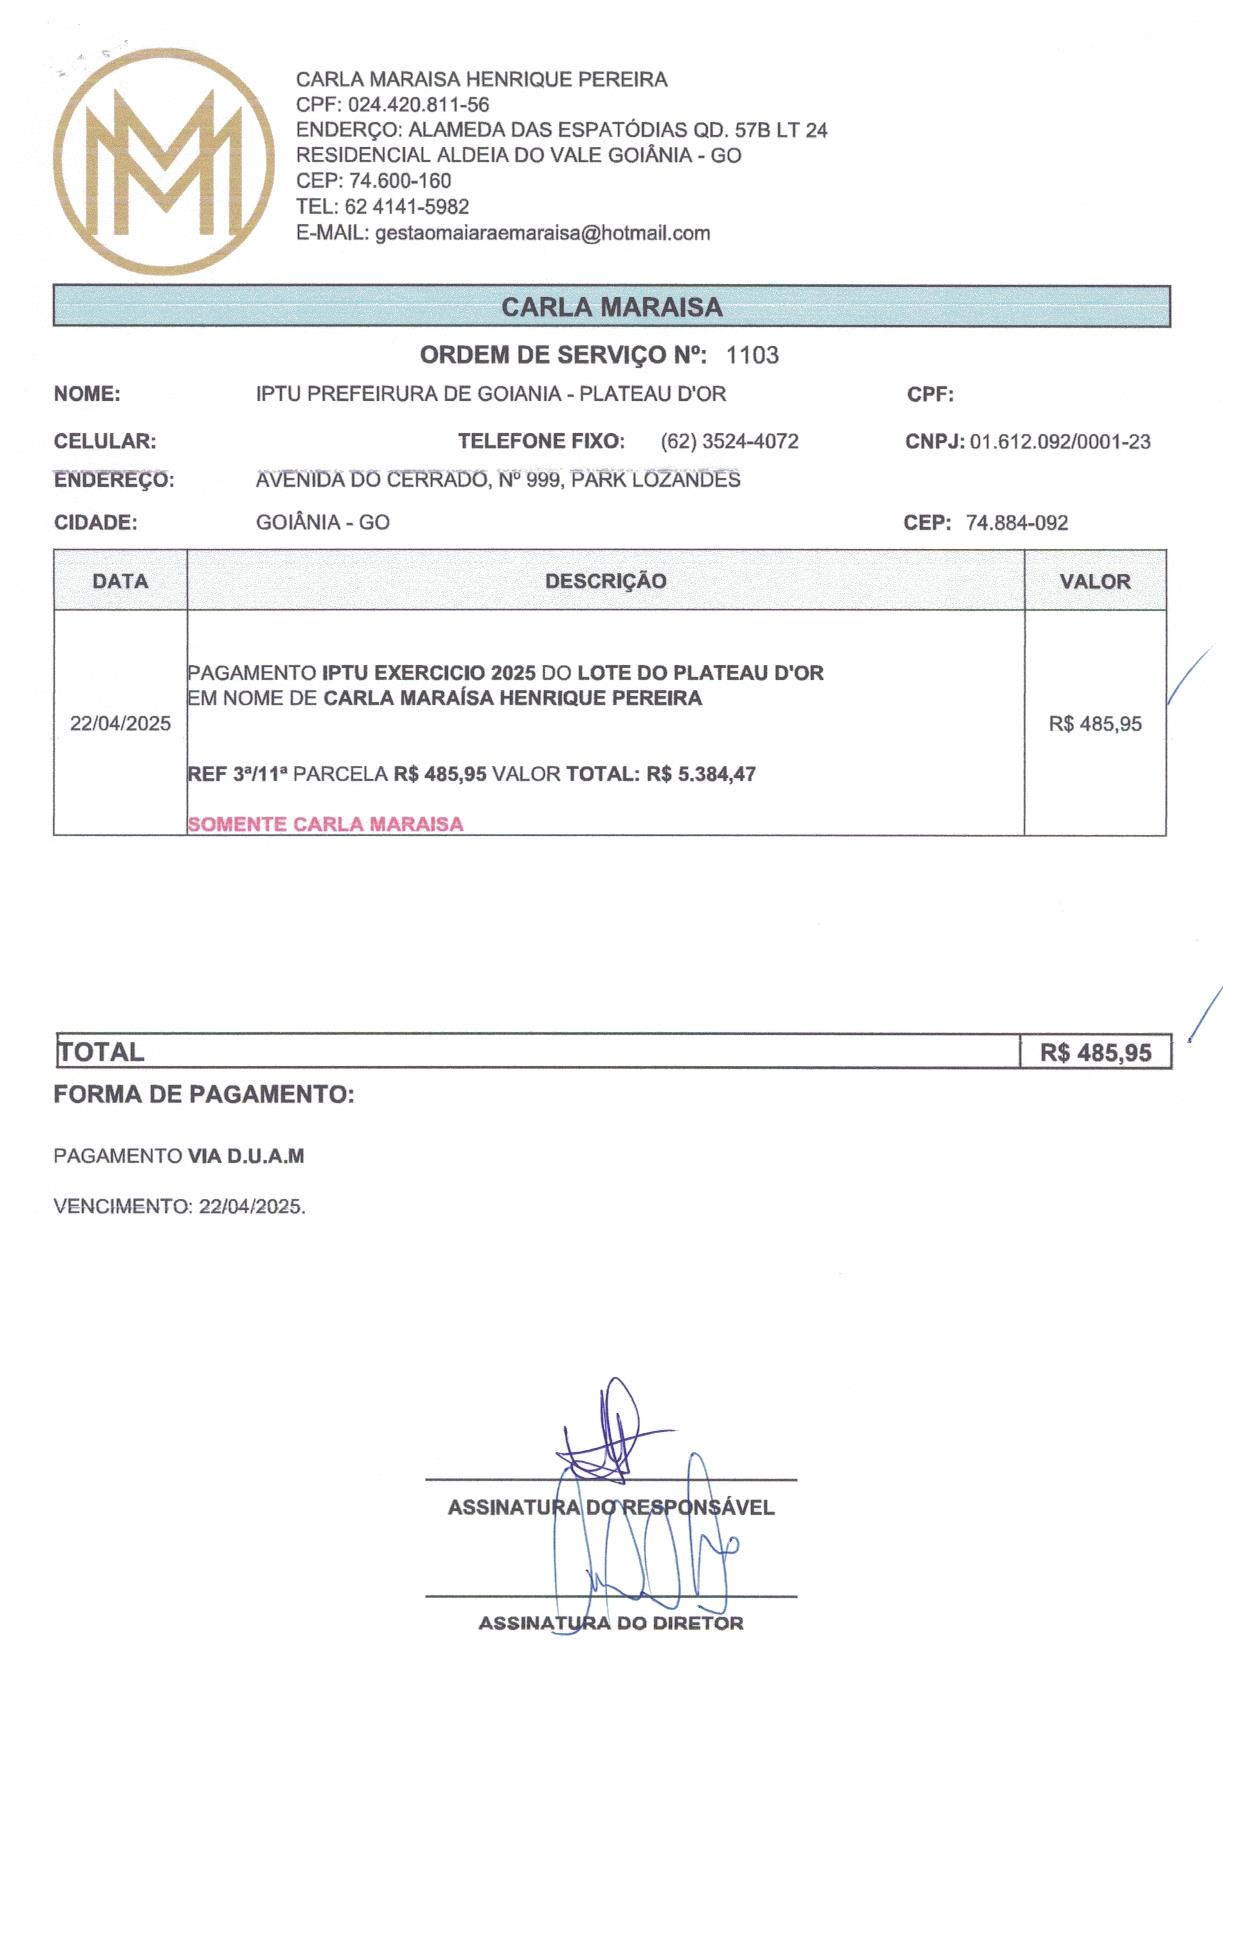 CARLA MARAISA HENRIQUE PEREIRA
CPF: 024.420.811-56
ENDERÇO: ALAMEDA DAS ESPATÓDIAS QD. 57B LT 24
RESIDENCIAL ALDEIA DO VALE GOIÂNIA - GO
CEP: 74.600-160
TEL: 62 4141-5982
E-MAIL: gestaomaiaraemaraisa@hotmail.com
CARLA MARAISA
ORDEM DE SERVIÇO Nº: 1103
NOME: IPTU PREFEIRURA DE GOIANIA - PLATEAU D'OR CPF:
CELULAR: TELEFONE FIXO: (62) 3524-4072 CNPJ: 01.612.092/0001-23
ENDEREÇO: AVENIDA DO CERRADO, Nº 999, PARK LOZANDES
CIDADE: GOIÂNIA - GO CEP: 74.884-092
DATA DESCRIÇÃO VALOR
PAGAMENTO IPTU EXERCICIO 2025 DO LOTE DO PLATEAU D'OR
EM NOME DE CARLA MARAÍSA HENRIQUE PEREIRA
22/04/2025 R$ 485,95
REF 3ª/11ª PARCELA R$ 485,95 VALOR TOTAL: R$ 5.384,47
SOMENTE CARLA MARAISA
TOTAL R$ 485,95
FORMA DE PAGAMENTO:
PAGAMENTO VIA D.U.A.M
VENCIMENTO: 22/04/2025.
ASSINATURA DO RESPONSÁVEL
ASSINATURA DO DIRETOR